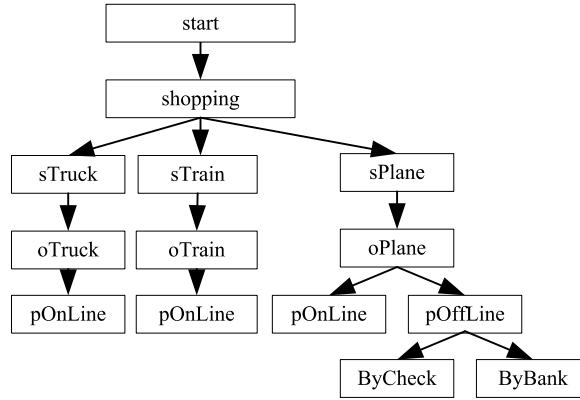 start
shopping
sTruck sTrain sPlane
oTruck oTrain oPlane
pOnLine pOnLine pOnLine pOffLine
ByCheck ByBank